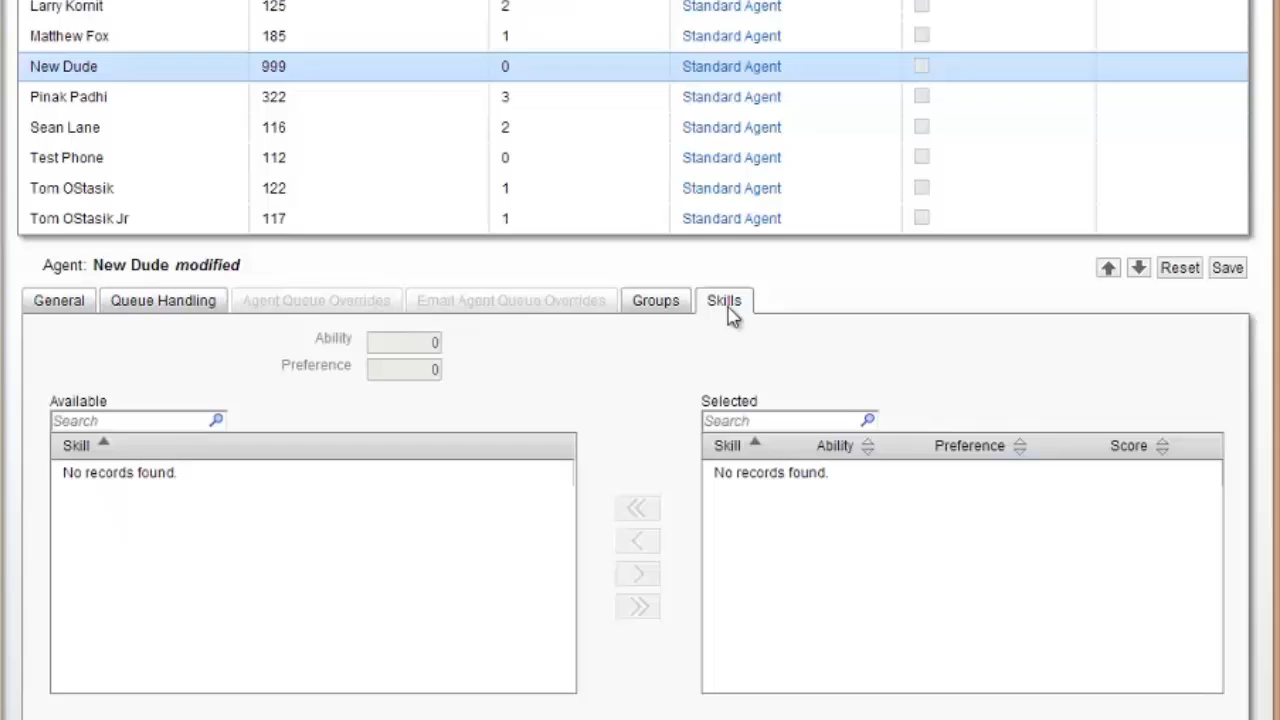 Larry Komit 125 2 Standard Agent
Matthew Fox 185 1 Standard Agent
New Dude 999 0 Standard Agent
Pinak Padhi 322 3 Standard Agent
Sean Lane 116 2 Standard Agent
Test Phone 112 0 Standard Agent
Tom OStasik 122 1 Standard Agent
Tom OStasik Jr 117 1 Standard Agent
Agent: New Dude modified Reset Save
General Queue Handling Agent Queue Overrides Email Agent Queue Overrides Groups Skills
Ability 0
Preference 0
Available Selected
Search Search
Skill Skill Ability Preference Score
No records found. No records found.